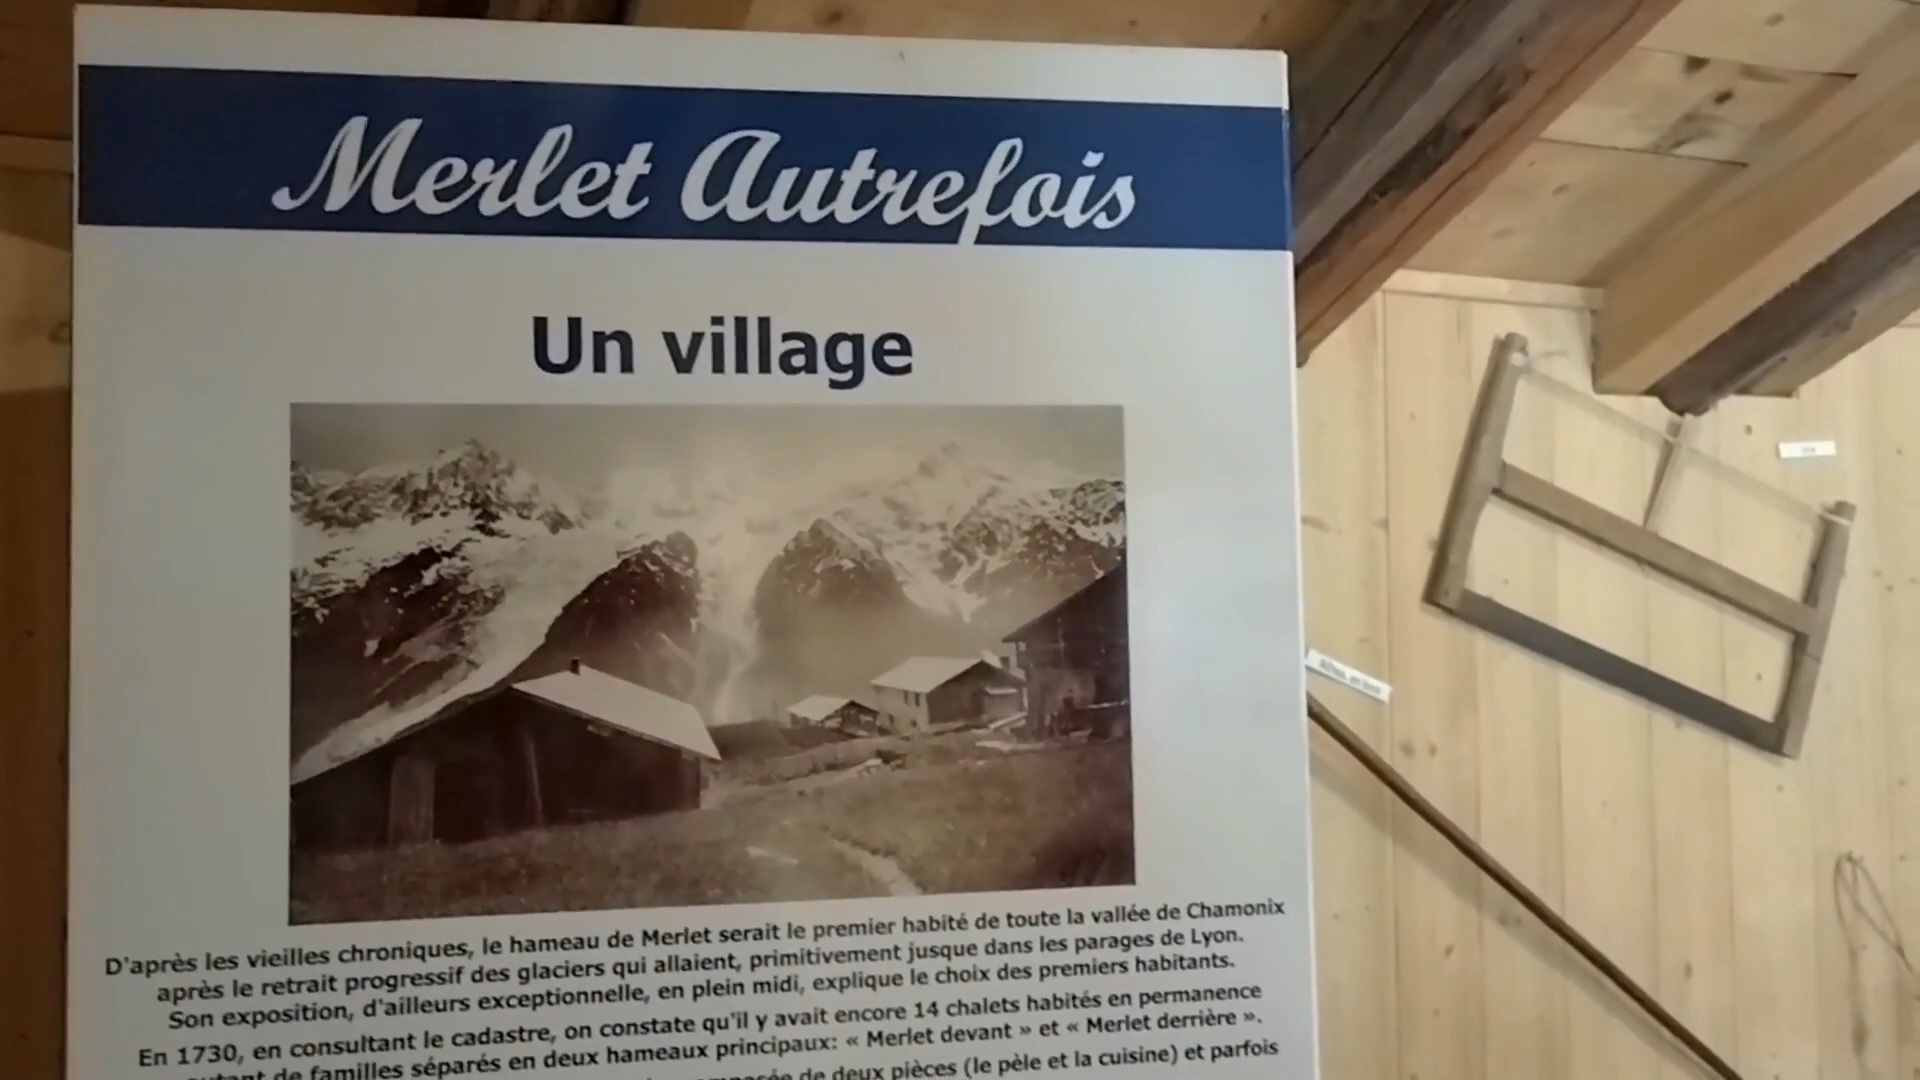 Merlet Autrefois
Un village
D'après les vieilles chroniques, le hameau de Merlet serait le premier habité de toute la vallée de Chamonix
après le retrait progressif des glaciers qui allaient, primitivement jusque dans les parages de Lyon.
Son exposition, d'ailleurs exceptionnelle, en plein midi, explique le choix des premiers habitants.
En 1730, en consultant le cadastre, on constate qu'il y avait encore 14 chalets habités en permanence
autant de familles séparés en deux hameaux principaux: « Merlet devant » et « Merlet derrière ».
de deux pièces (le pèle et la cuisine) et parfois